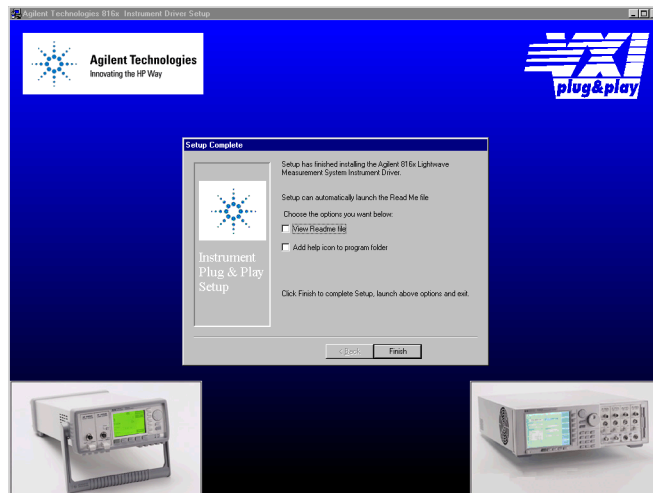 Agilent Technologies 816x Instrument Driver Setup
Agilent Technologies
Innovating the HP Way
VXI
plug&play
Setup Complete
Setup has finished installing the Agilent 816x Lightwave
Measurement System Instrument Driver.
Setup can automatically launch the Read Me file
Choose the options you want below:
View Readme file
Add help icon to program folder
Instrument
Plug & Play
Setup
Click Finish to complete Setup, launch above options and exit.
< Back
Finish